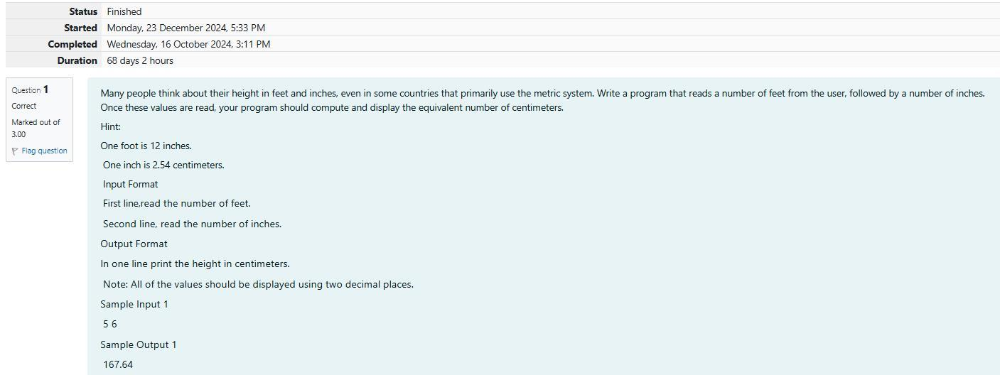 Status Finished
Started Monday, 23 December 2024, 5:33 PM
Completed Wednesday, 16 October 2024, 3:11 PM
Duration 68 days 2 hours
Question 1
Correct
Marked out of
3.00
Flag question
Many people think about their height in feet and inches, even in some countries that primarily use the metric system. Write a program that reads a number of feet from the user, followed by a number of inches.
Once these values are read, your program should compute and display the equivalent number of centimeters.
Hint:
One foot is 12 inches.
One inch is 2.54 centimeters.
Input Format
First line,read the number of feet.
Second line, read the number of inches.
Output Format
In one line print the height in centimeters.
Note: All of the values should be displayed using two decimal places.
Sample Input 1
5 6
Sample Output 1
167.64